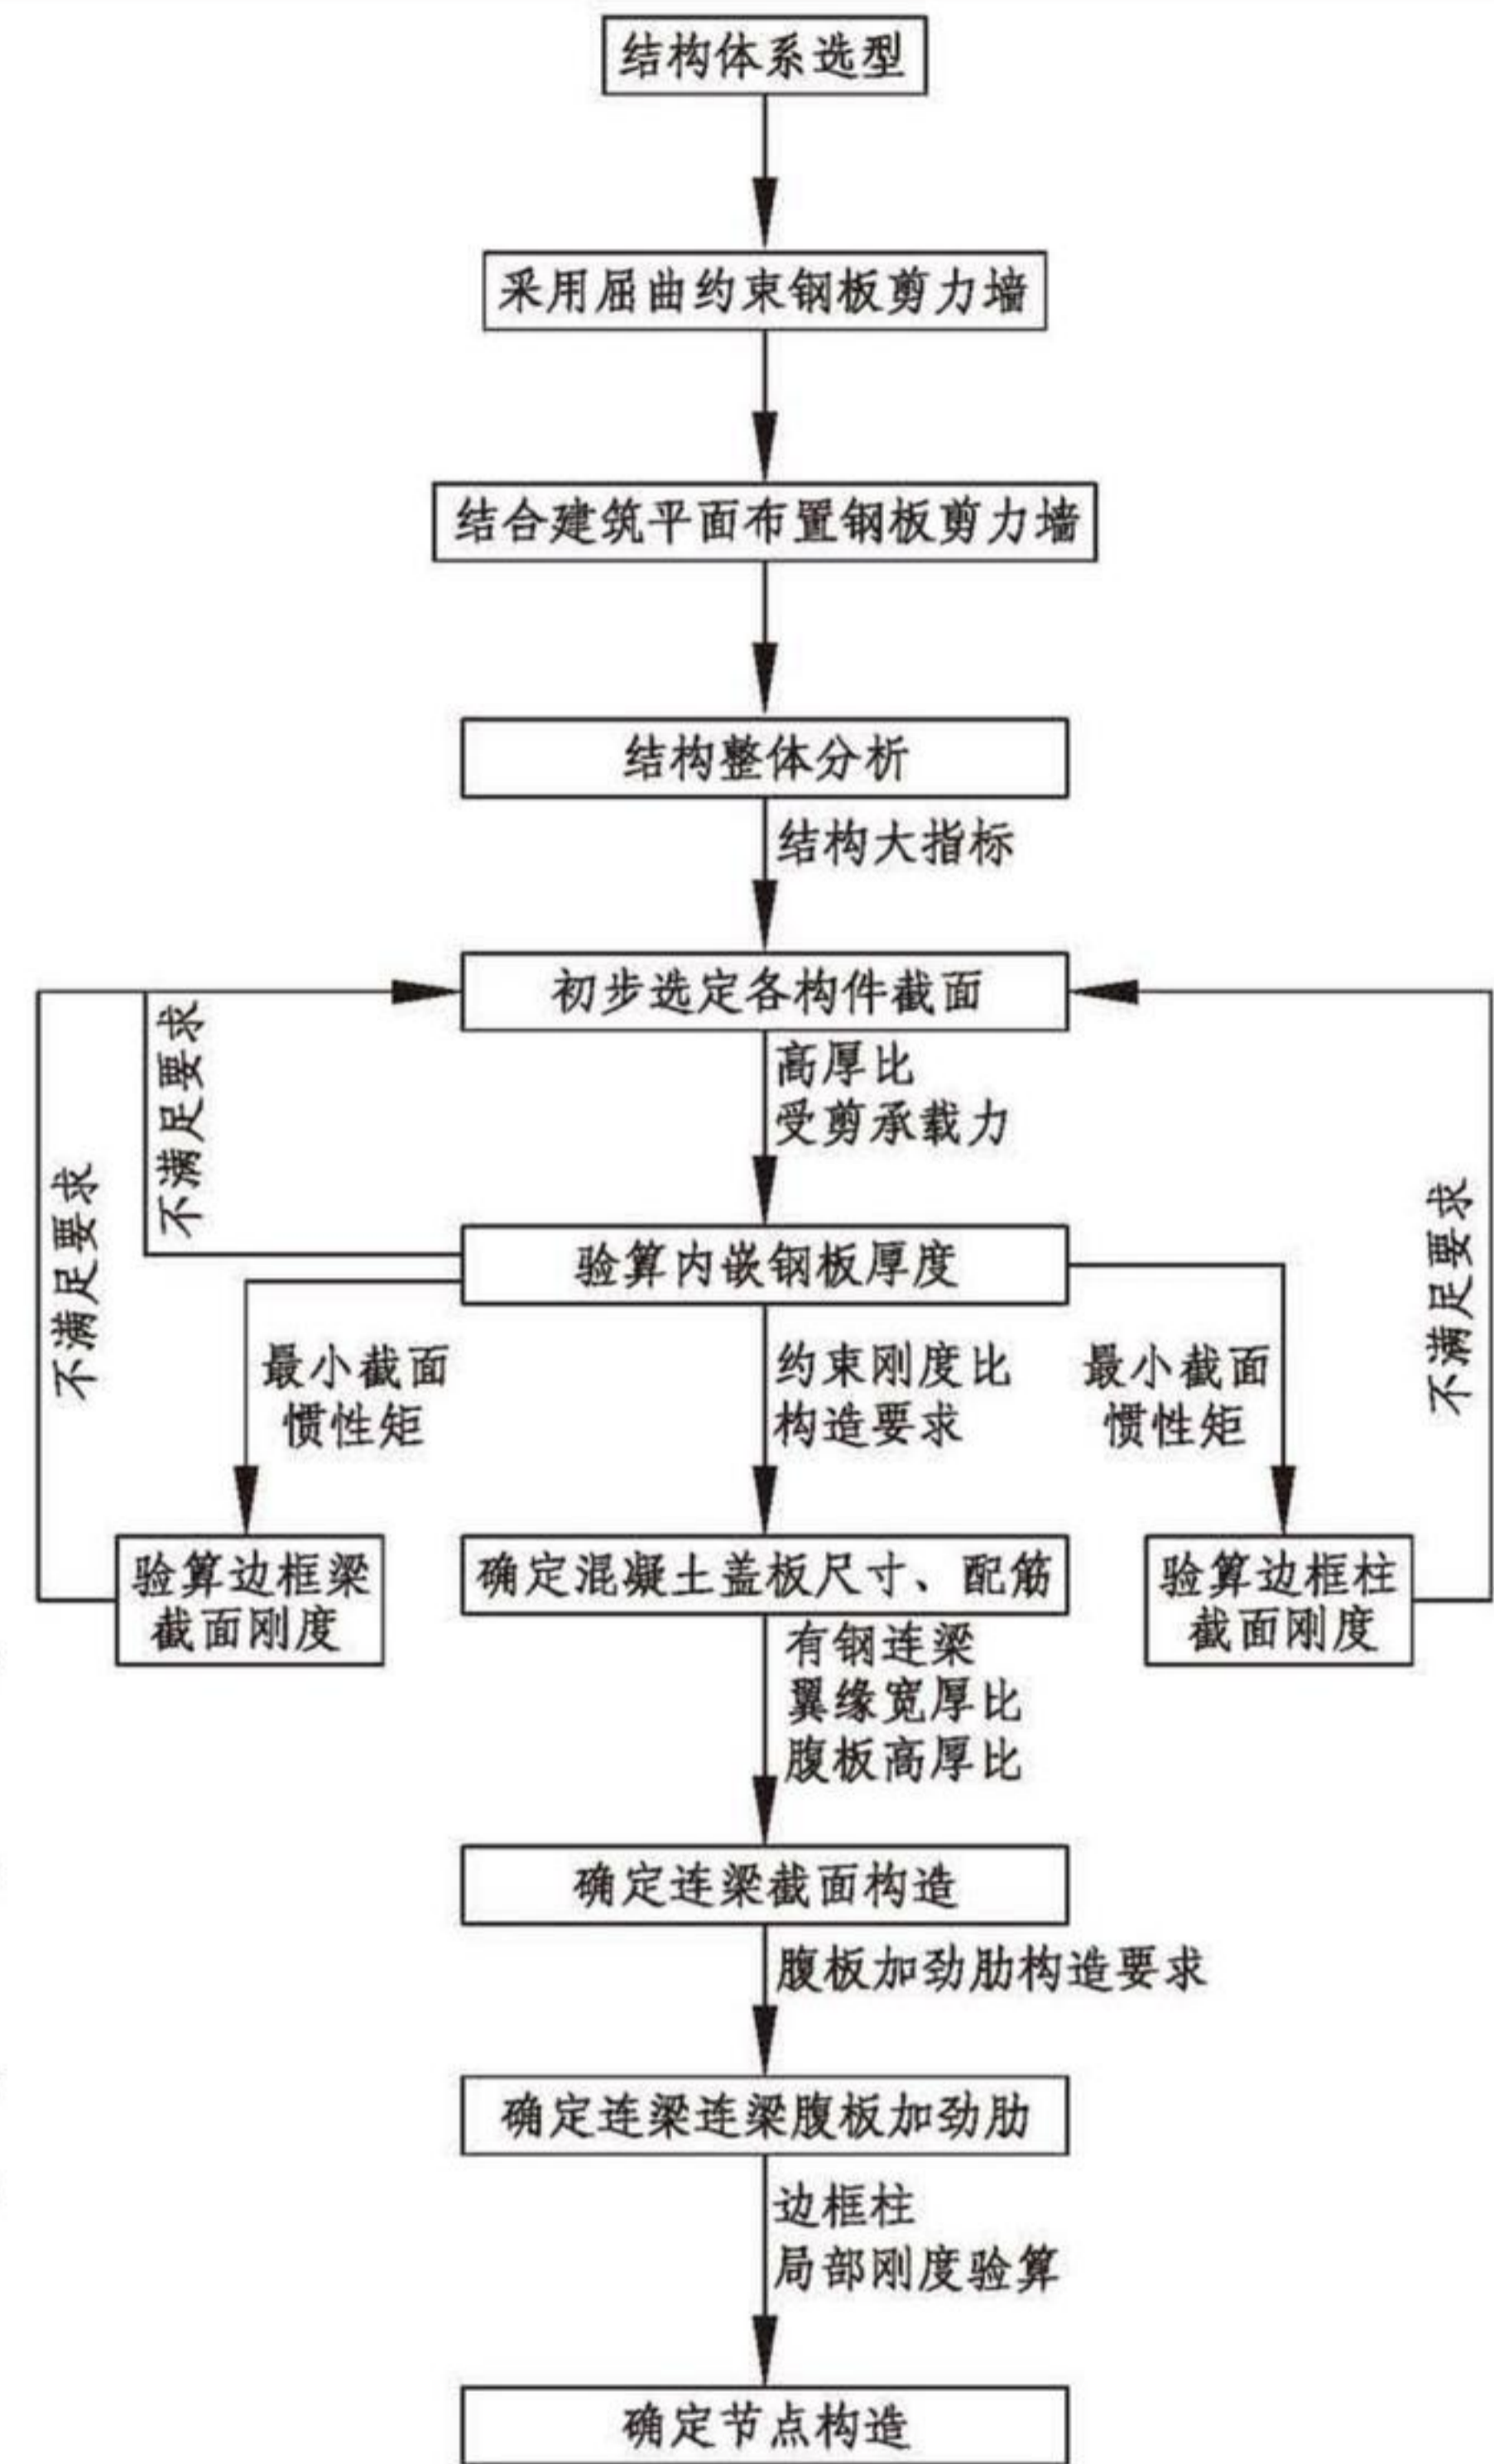 结构体系选型
采用屈曲约束钢板剪力墙
结合建筑平面布置钢板剪力墙
结构整体分析
结构大指标
初步选定各构件截面
不满足要求
高厚比
受剪承载力
不满足要求
不满足要求
验算内嵌钢板厚度
最小截面
惯性矩
约束刚度比
构造要求
最小截面
惯性矩
验算边框梁
截面刚度
确定混凝土盖板尺寸、配筋
验算边框柱
截面刚度
有钢连梁
翼缘宽厚比
腹板高厚比
确定连梁截面构造
腹板加劲肋构造要求
确定连梁连梁腹板加劲肋
边框柱
局部刚度验算
确定节点构造